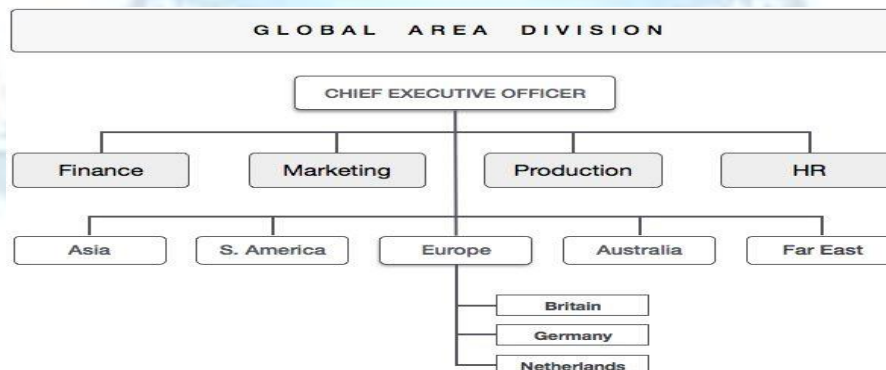 GLOBAL AREA DIVISION
CHIEF EXECUTIVE OFFICER
Finance Marketing Production HR
Asia S. America Europe Australia Far East
Britain
Germany
Netherlands